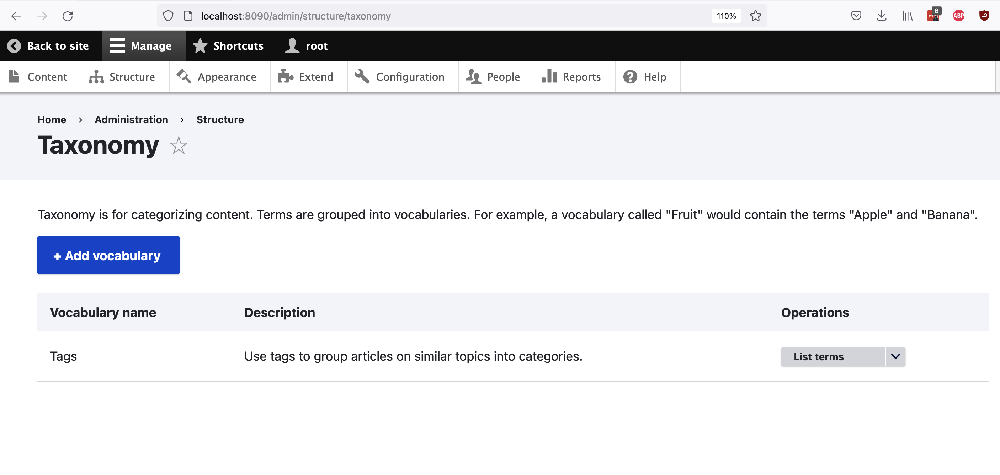 localhost:8090/admin/structure/taxonomy 110% 6 ABP
Back to site Manage Shortcuts root
Content Structure Appearance Extend Configuration People Reports Help
Home › Administration › Structure
Taxonomy
Taxonomy is for categorizing content. Terms are grouped into vocabularies. For example, a vocabulary called "Fruit" would contain the terms "Apple" and "Banana".
+ Add vocabulary
Vocabulary name Description Operations
Tags Use tags to group articles on similar topics into categories. List terms